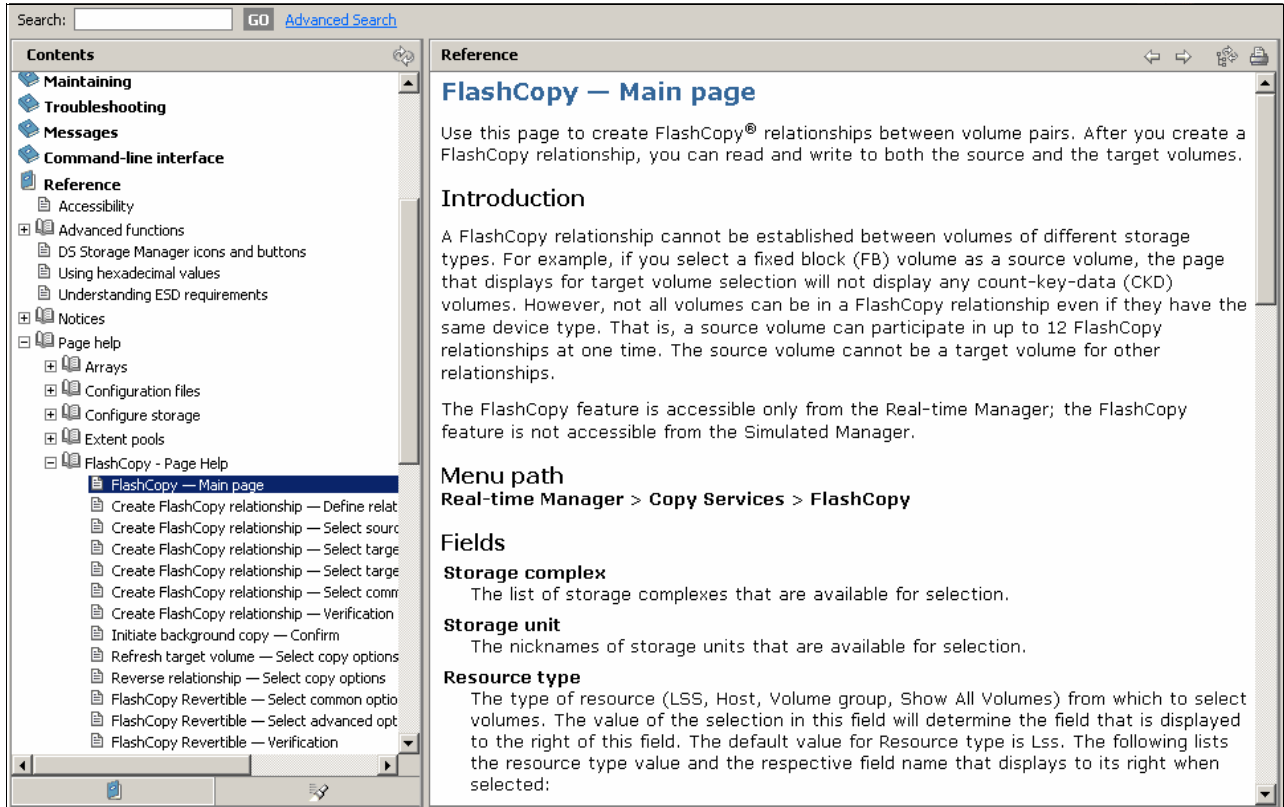 Search: GO Advanced Search
Contents
Maintaining
Troubleshooting
Messages
Command-line interface
Reference
Accessibility
Advanced functions
DS Storage Manager icons and buttons
Using hexadecimal values
Understanding ESD requirements
Notices
Page help
Arrays
Configuration files
Configure storage
Extent pools
FlashCopy - Page Help
FlashCopy — Main page
Create FlashCopy relationship — Define relat
Create FlashCopy relationship — Select sourc
Create FlashCopy relationship — Select targe
Create FlashCopy relationship — Select targe
Create FlashCopy relationship — Select comm
Create FlashCopy relationship — Verification
Initiate background copy — Confirm
Refresh target volume — Select copy options
Reverse relationship — Select copy options
FlashCopy Revertible — Select common optio
FlashCopy Revertible — Select advanced opt
FlashCopy Revertible — Verification
Reference
FlashCopy — Main page
Use this page to create FlashCopy® relationships between volume pairs. After you create a
FlashCopy relationship, you can read and write to both the source and the target volumes.
Introduction
A FlashCopy relationship cannot be established between volumes of different storage
types. For example, if you select a fixed block (FB) volume as a source volume, the page
that displays for target volume selection will not display any count-key-data (CKD)
volumes. However, not all volumes can be in a FlashCopy relationship even if they have the
same device type. That is, a source volume can participate in up to 12 FlashCopy
relationships at one time. The source volume cannot be a target volume for other
relationships.
The FlashCopy feature is accessible only from the Real-time Manager; the FlashCopy
feature is not accessible from the Simulated Manager.
Menu path
Real-time Manager > Copy Services > FlashCopy
Fields
Storage complex
The list of storage complexes that are available for selection.
Storage unit
The nicknames of storage units that are available for selection.
Resource type
The type of resource (LSS, Host, Volume group, Show All Volumes) from which to select
volumes. The value of the selection in this field will determine the field that is displayed
to the right of this field. The default value for Resource type is Lss. The following lists
the resource type value and the respective field name that displays to its right when
selected: